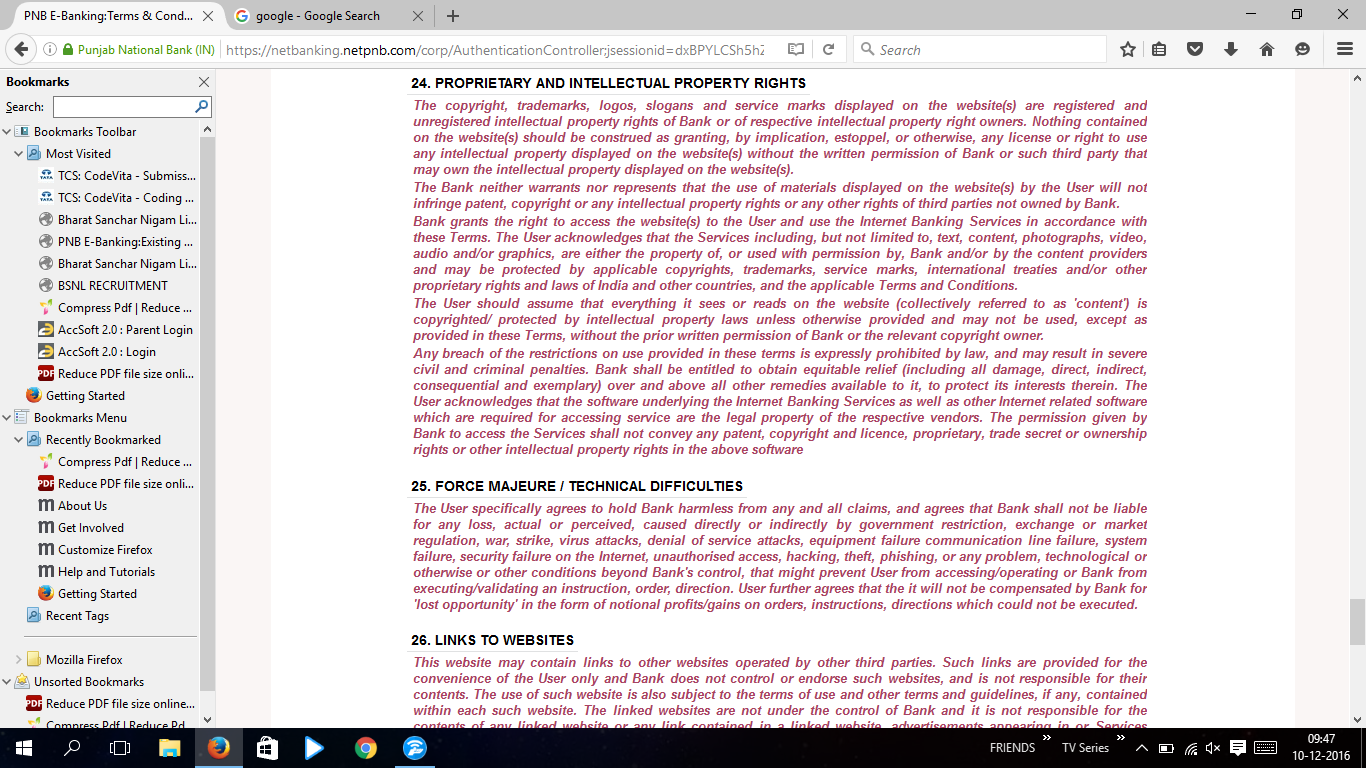 PNB E-Banking:Terms & Cond...
google - Google Search
Punjab National Bank (IN)
https://netbanking.netpnb.com/corp/AuthenticationController;jsessionid=dxBPYLCSh5hZ
Search
Bookmarks
Search:
Bookmarks Toolbar
Most Visited
TCS: CodeVita - Submiss...
TCS: CodeVita - Coding ...
Bharat Sanchar Nigam Li...
PNB E-Banking:Existing ...
Bharat Sanchar Nigam Li...
BSNL RECRUITMENT
Compress Pdf | Reduce ...
AccSoft 2.0 : Parent Login
AccSoft 2.0 : Login
PDF Reduce PDF file size onli...
Getting Started
Bookmarks Menu
Recently Bookmarked
Compress Pdf | Reduce ...
PDF Reduce PDF file size onli...
About Us
Get Involved
Customize Firefox
Help and Tutorials
Getting Started
Recent Tags
Mozilla Firefox
Unsorted Bookmarks
PDF Reduce PDF file size online...
Compress Pdf | Reduce Pd...
24. PROPRIETARY AND INTELLECTUAL PROPERTY RIGHTS
The copyright, trademarks, logos, slogans and service marks displayed on the website(s) are registered and
unregistered intellectual property rights of Bank or of respective intellectual property right owners. Nothing contained
on the website(s) should be construed as granting, by implication, estoppel, or otherwise, any license or right to use
any intellectual property displayed on the website(s) without the written permission of Bank or such third party that
may own the intellectual property displayed on the website(s).
The Bank neither warrants nor represents that the use of materials displayed on the website(s) by the User will not
infringe patent, copyright or any intellectual property rights or any other rights of third parties not owned by Bank.
Bank grants the right to access the website(s) to the User and use the Internet Banking Services in accordance with
these Terms. The User acknowledges that the Services including, but not limited to, text, content, photographs, video,
audio and/or graphics, are either the property of, or used with permission by, Bank and/or by the content providers
and may be protected by applicable copyrights, trademarks, service marks, international treaties and/or other
proprietary rights and laws of India and other countries, and the applicable Terms and Conditions.
The User should assume that everything it sees or reads on the website (collectively referred to as 'content') is
copyrighted/ protected by intellectual property laws unless otherwise provided and may not be used, except as
provided in these Terms, without the prior written permission of Bank or the relevant copyright owner.
Any breach of the restrictions on use provided in these terms is expressly prohibited by law, and may result in severe
civil and criminal penalties. Bank shall be entitled to obtain equitable relief (including all damage, direct, indirect,
consequential and exemplary) over and above all other remedies available to it, to protect its interests therein. The
User acknowledges that the software underlying the Internet Banking Services as well as other Internet related software
which are required for accessing service are the legal property of the respective vendors. The permission given by
Bank to access the Services shall not convey any patent, copyright and licence, proprietary, trade secret or ownership
rights or other intellectual property rights in the above software
25. FORCE MAJEURE / TECHNICAL DIFFICULTIES
The User specifically agrees to hold Bank harmless from any and all claims, and agrees that Bank shall not be liable
for any loss, actual or perceived, caused directly or indirectly by government restriction, exchange or market
regulation, war, strike, virus attacks, denial of service attacks, equipment failure communication line failure, system
failure, security failure on the Internet, unauthorised access, hacking, theft, phishing, or any problem, technological or
otherwise or other conditions beyond Bank's control, that might prevent User from accessing/operating or Bank from
executing/validating an instruction, order, direction. User further agrees that the it will not be compensated by Bank for
'lost opportunity' in the form of notional profits/gains on orders, instructions, directions which could not be executed.
26. LINKS TO WEBSITES
This website may contain links to other websites operated by other third parties. Such links are provided for the
convenience of the User only and Bank does not control or endorse such websites, and is not responsible for their
contents. The use of such website is also subject to the terms of use and other terms and guidelines, if any, contained
within each such website. The linked websites are not under the control of Bank and it is not responsible for the
contents of any linked website or any link contained in a linked website, advertisements appearing in or Services
FRIENDS
TV Series
09:47
10-12-2016